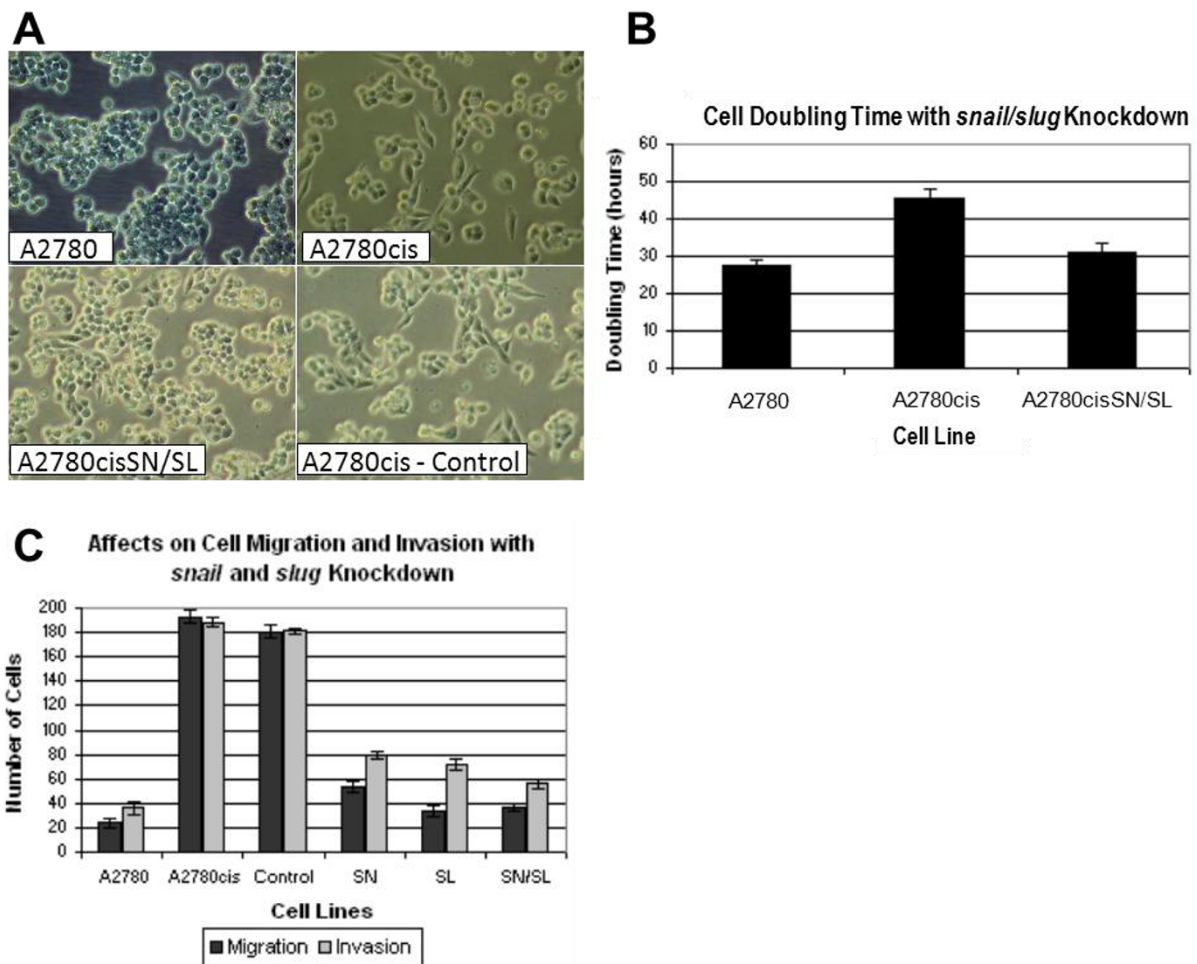 A
A2780
A2780cis
A2780cisSN/SL
A2780cis - Control
B
Cell Doubling Time with snail/slug Knockdown
Doubling Time (hours)
60
50
40
30
20
10
0
A2780
A2780cis
A2780cisSN/SL
Cell Line
C
Affects on Cell Migration and Invasion with
snail and slug Knockdown
Number of Cells
200
180
160
140
120
100
80
60
40
20
0
A2780
A2780cis
Control
SN
SL
SN/SL
Cell Lines
Migration
Invasion